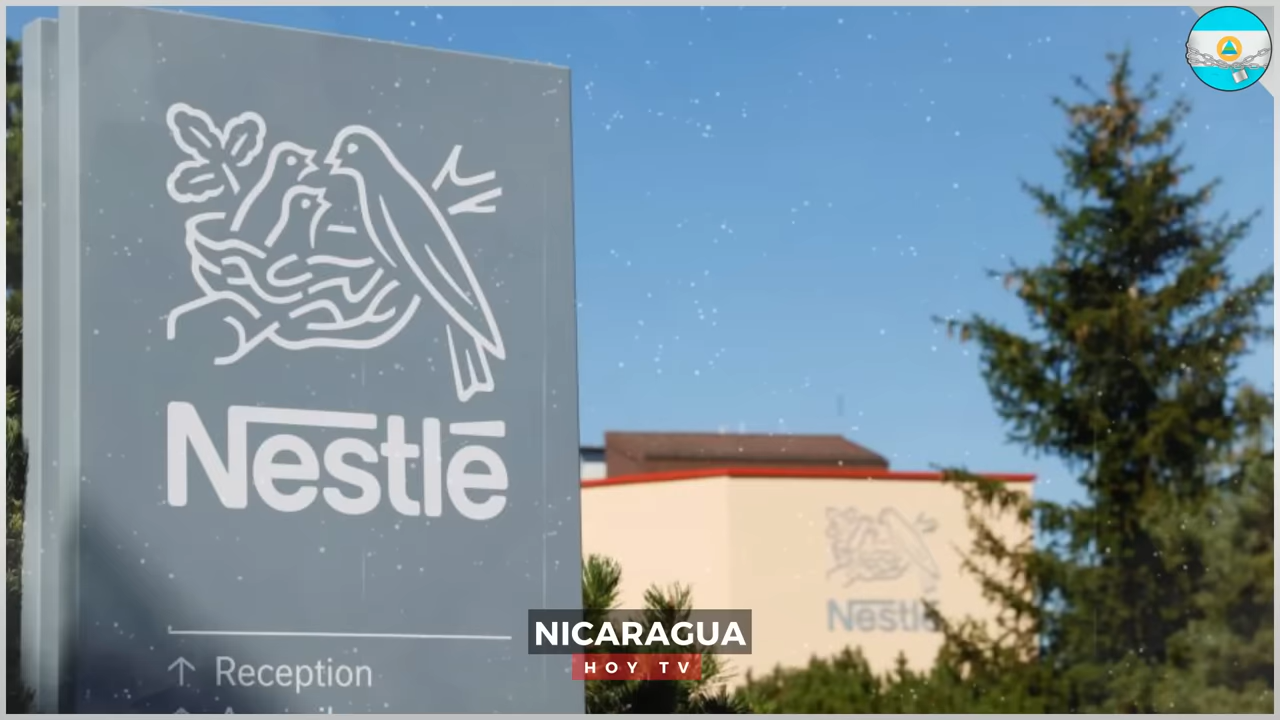 Nestlé
↑ Reception
Nestlé
NICARAGUA
HOY TV